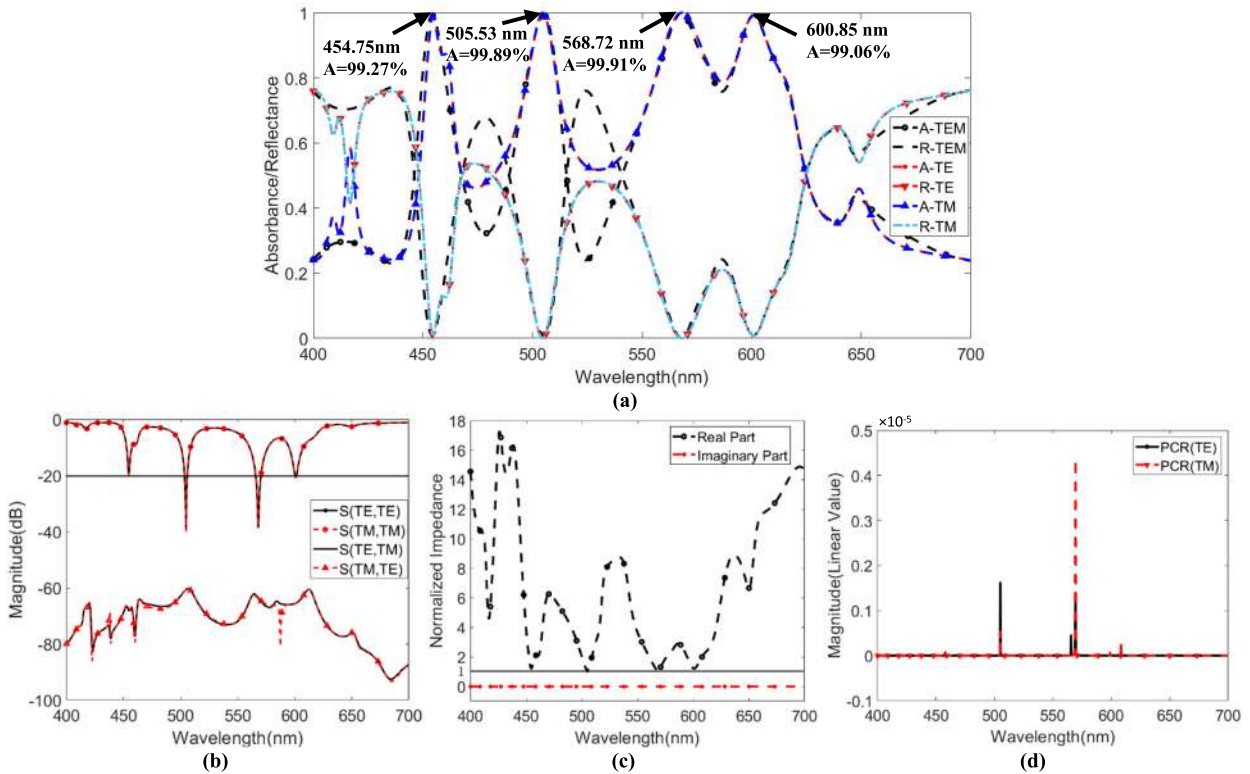 454.75nm
A=99.27%
505.53 nm
A=99.89%
568.72 nm
A=99.91%
600.85 nm
A=99.06%
Absorbance/Reflectance
1
0.8
0.6
0.4
0.2
0
400 450 500 550 600 650 700
Wavelength(nm)
A-TEM
R-TEM
A-TE
R-TE
A-TM
R-TM
(a)
Magnitude(dB)
0
-20
-40
-60
-80
-100
400 450 500 550 600 650 700
Wavelength(nm)
S(TE,TE)
S(TM,TM)
S(TE,TM)
S(TM,TE)
(b)
Normalized Impedance
18
16
14
12
10
8
6
4
2
1
0
400 450 500 550 600 650 700
Wavelength(nm)
Real Part
Imaginary Part
(c)
×10⁻⁵
Magnitude(Linear Value)
0.5
0.4
0.3
0.2
0.1
0
-0.1
400 450 500 550 600 650 700
Wavelength(nm)
PCR(TE)
PCR(TM)
(d)